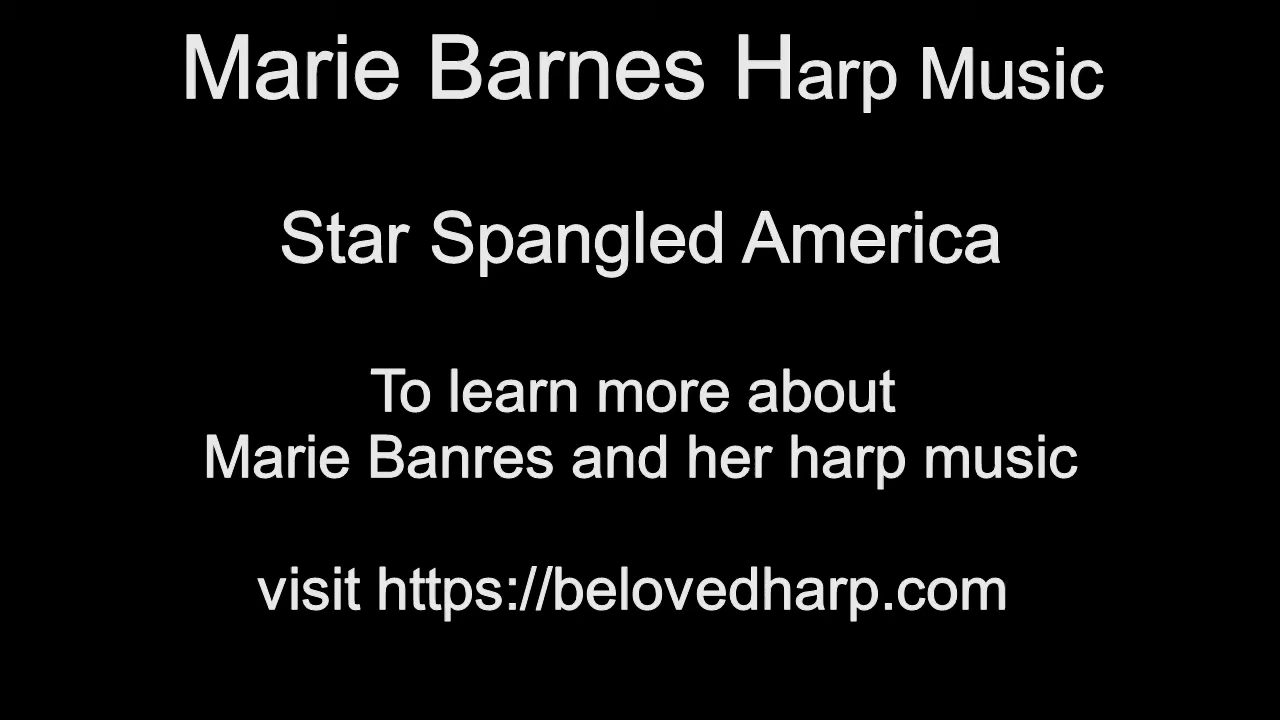 Marie Barnes Harp Music
Star Spangled America
To learn more about
Marie Banres and her harp music
visit https://belovedharp.com